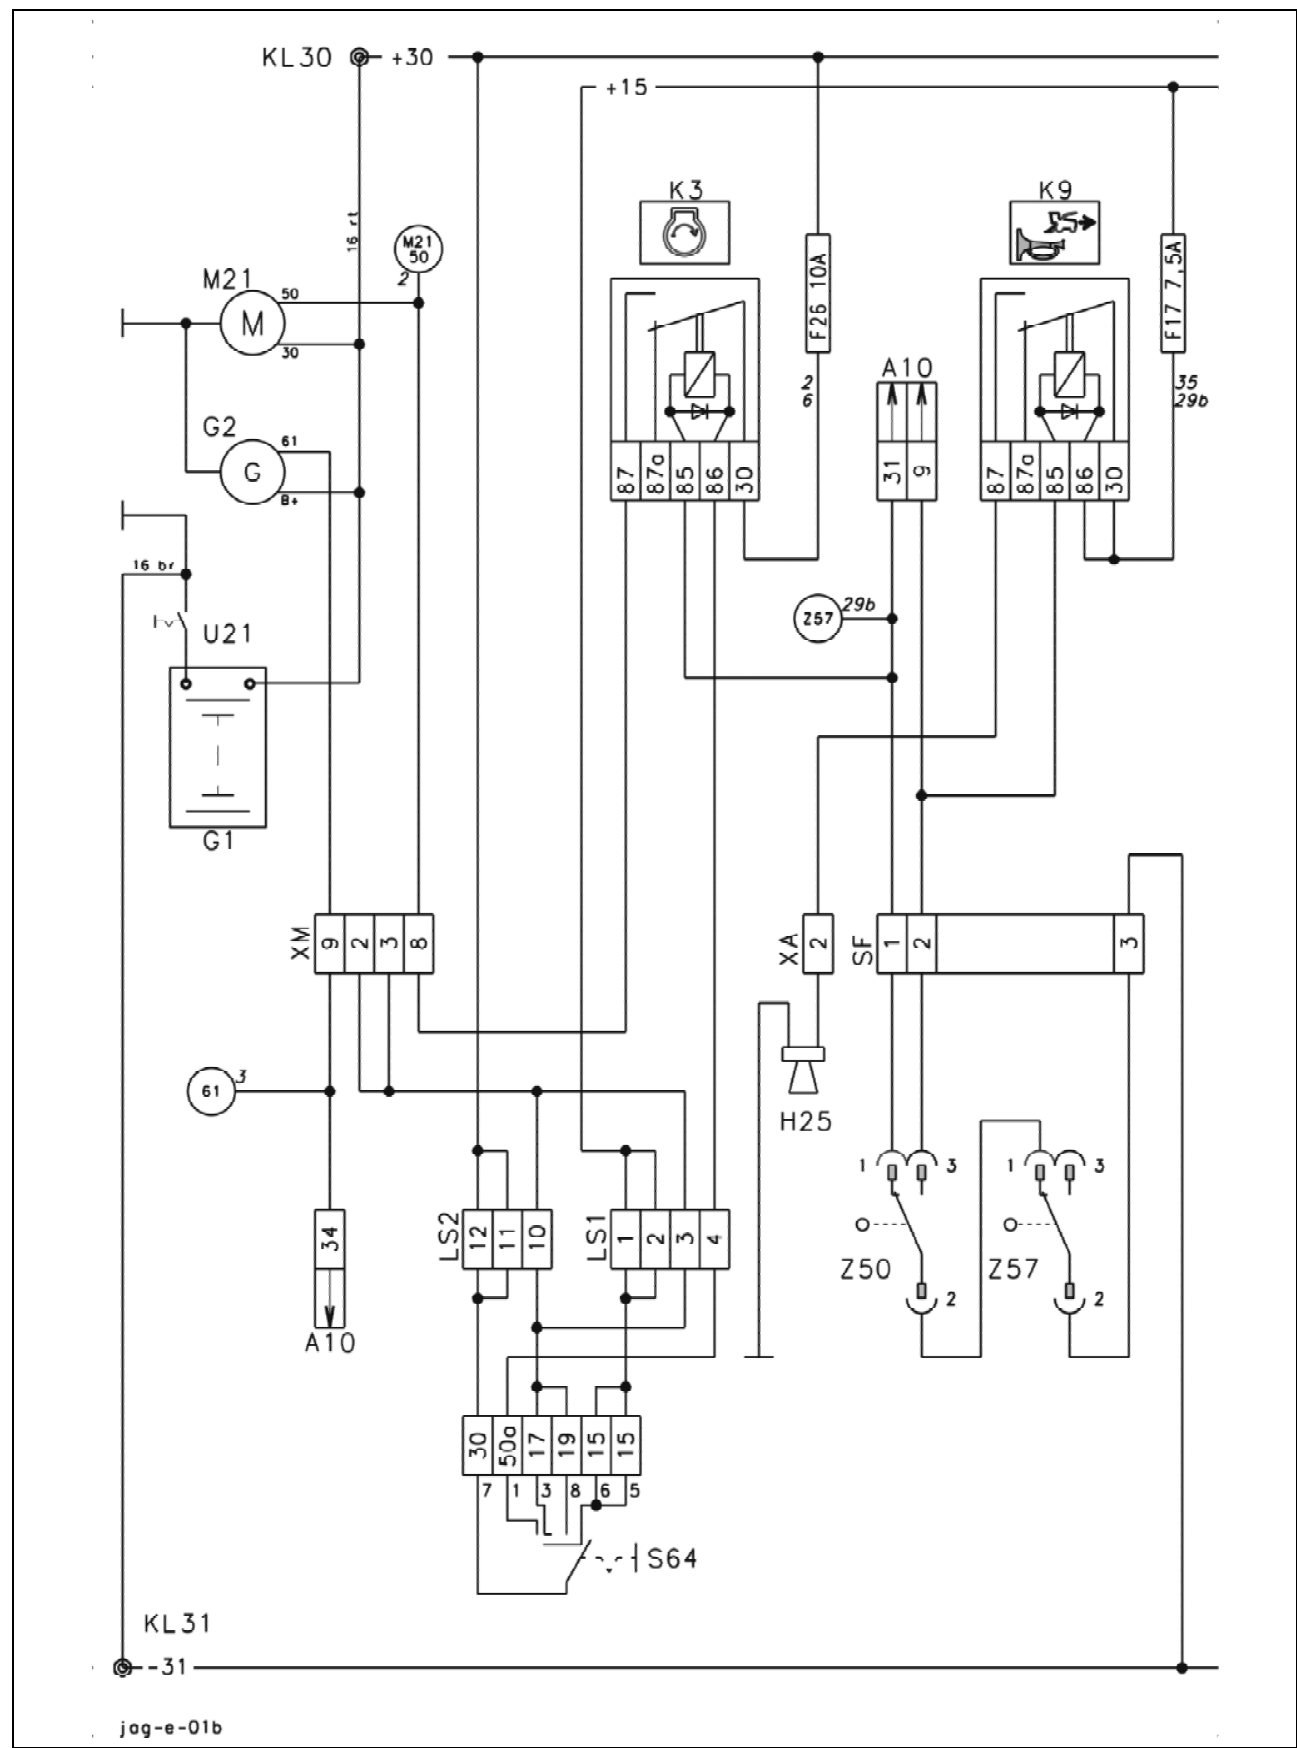 KL30 +30
+15
K3
K9
16 rt
M21
50
2
M21
50
M
30
F26 10A
F17 7,5A
A10
2
6
35
29b
G2
61
G
B+
87 87a 85 86 30
31 9
87 87a 85 86 30
16 br
Z57 29b
U21
G1
XM 9 2 3 8
XA 2
SF 1 2 3
61 3
H25
1 3
1 3
34
A10
LS2 12 11 10
LS1 1 2 3 4
Z50
Z57
2
2
30 50a 17 19 15 15
7 1 3 8 6 5
S64
KL31
-31
jag-e-01b